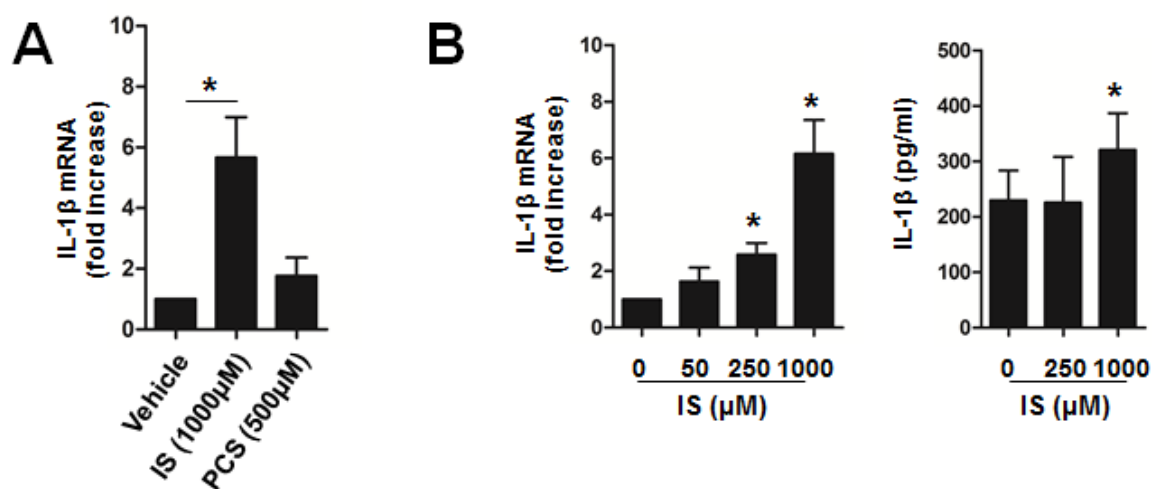 A
IL-1β mRNA
(fold Increase)
10
8
6
4
2
0
*
Vehicle
IS (1000μM)
PCS (500μM)
B
IL-1β mRNA
(fold Increase)
10
8
6
4
2
0
*
*
0 50 250 1000
IS (μM)
IL-1β (pg/ml)
500
400
300
200
100
0
*
0 250 1000
IS (μM)